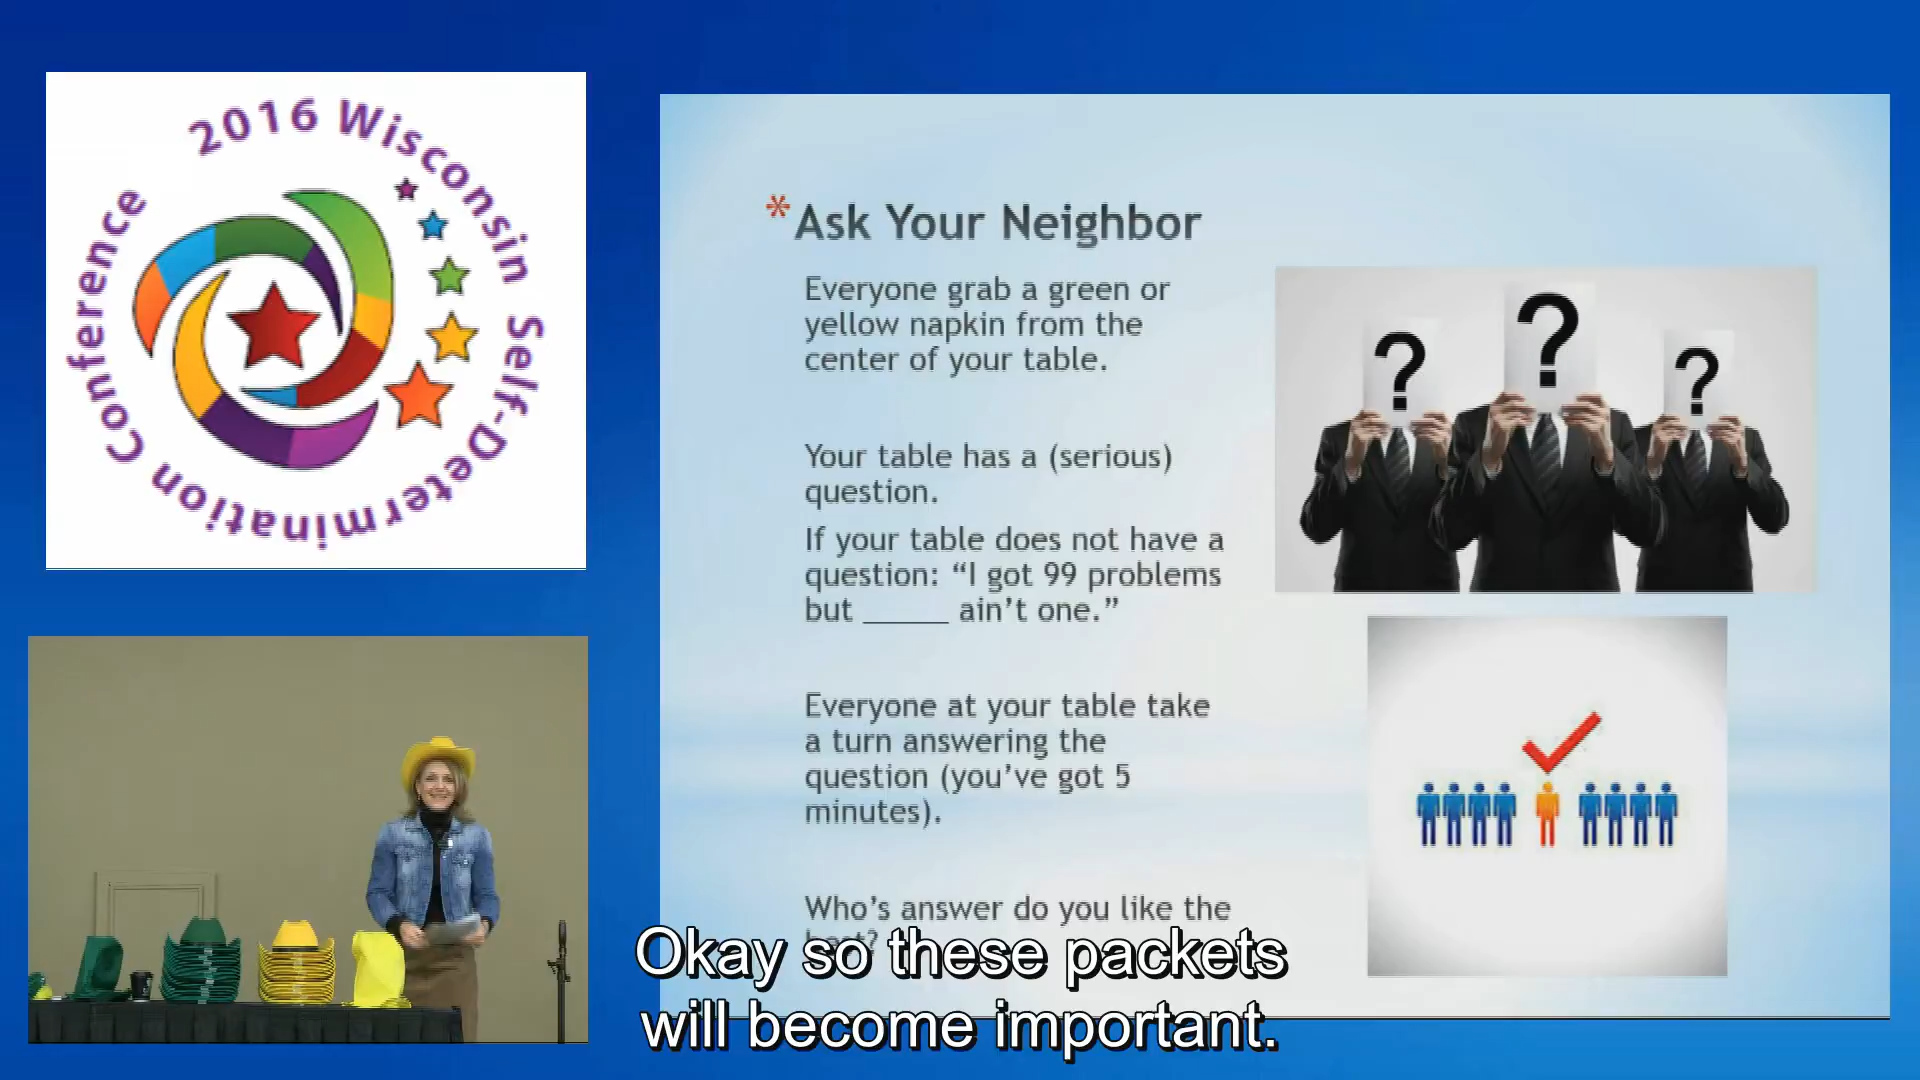 2016 Wisconsin Self-Determination Conference
*Ask Your Neighbor
Everyone grab a green or
yellow napkin from the
center of your table.
Your table has a (serious)
question.
If your table does not have a
question: “I got 99 problems
but _____ ain’t one.”
Everyone at your table take
a turn answering the
question (you’ve got 5
minutes).
Who’s answer do you like the
best?
? ? ?
Okay so these packets
will become important.